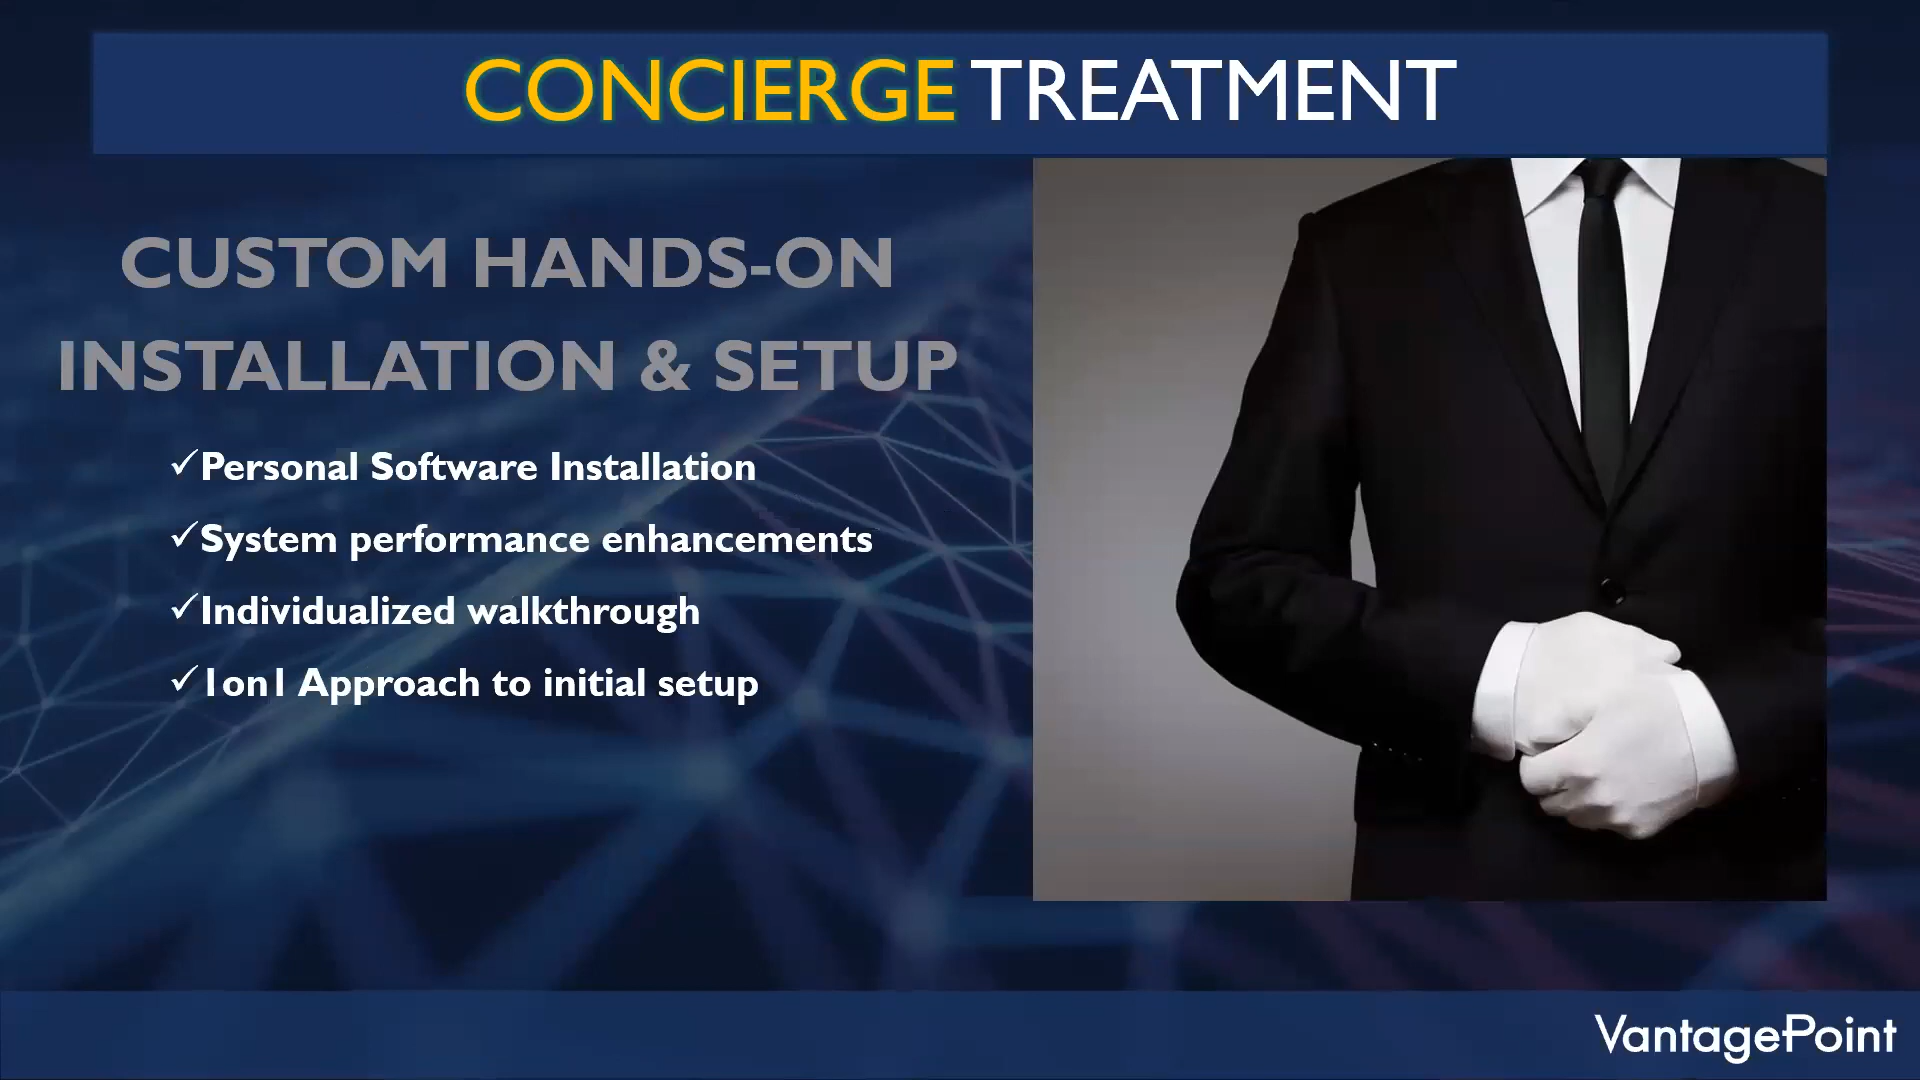 CONCIERGE TREATMENT
CUSTOM HANDS-ON
INSTALLATION & SETUP
✓Personal Software Installation
✓System performance enhancements
✓Individualized walkthrough
✓1on1 Approach to initial setup
VantagePoint